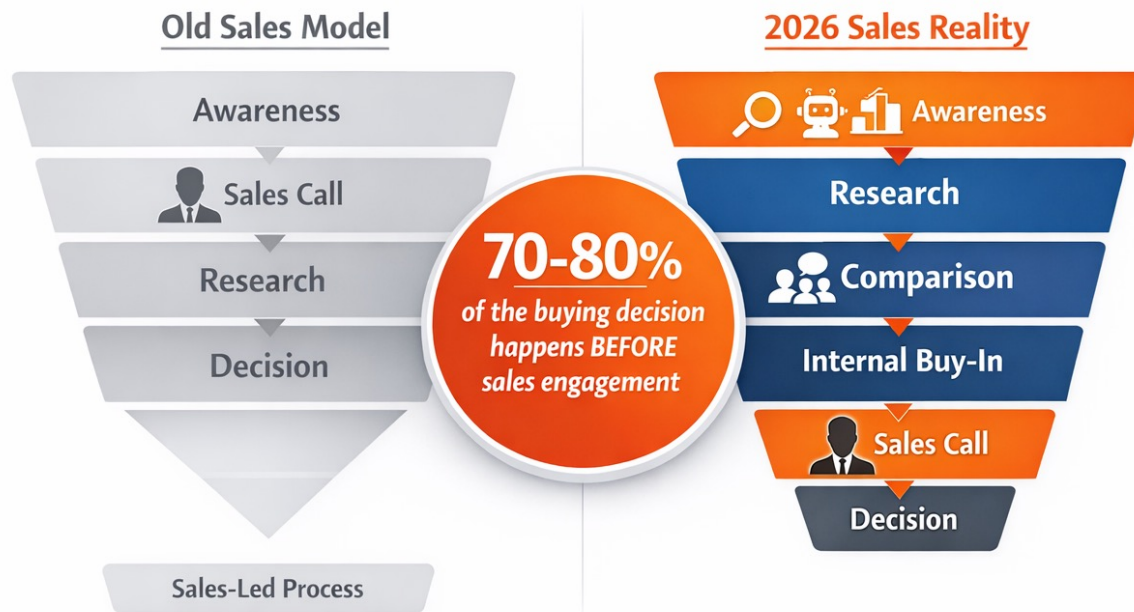 Old Sales Model
Awareness
Sales Call
Research
Decision
Sales-Led Process
70-80%
of the buying decision
happens BEFORE
sales engagement
2026 Sales Reality
Awareness
Research
Comparison
Internal Buy-In
Sales Call
Decision